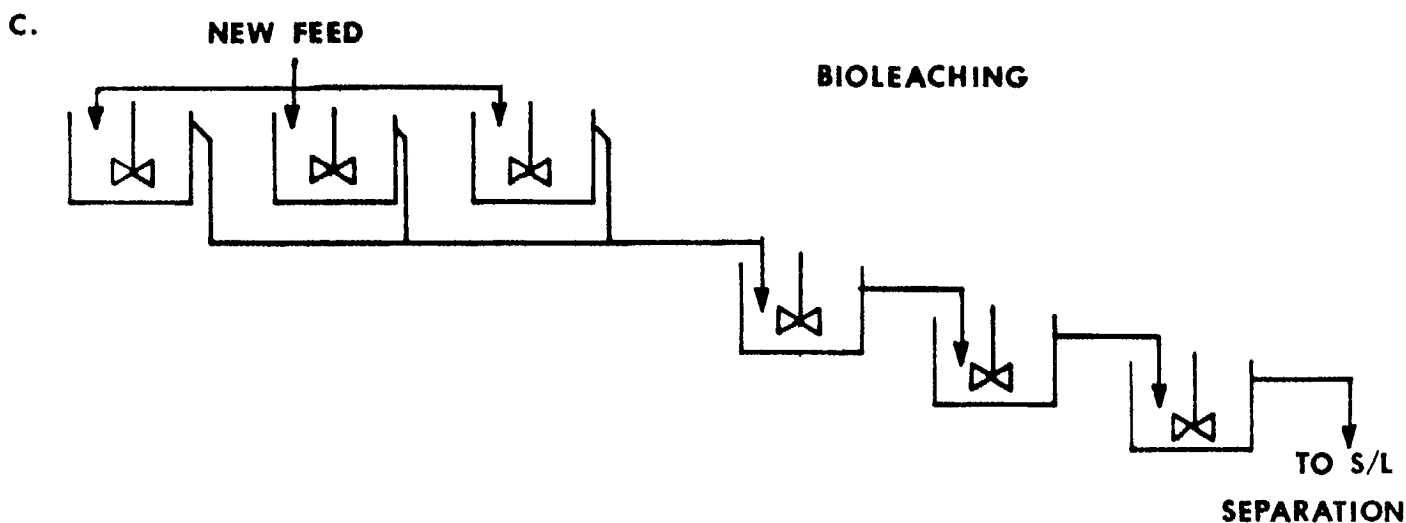 C.
NEW FEED
BIOLEACHING
TO S/L
SEPARATION